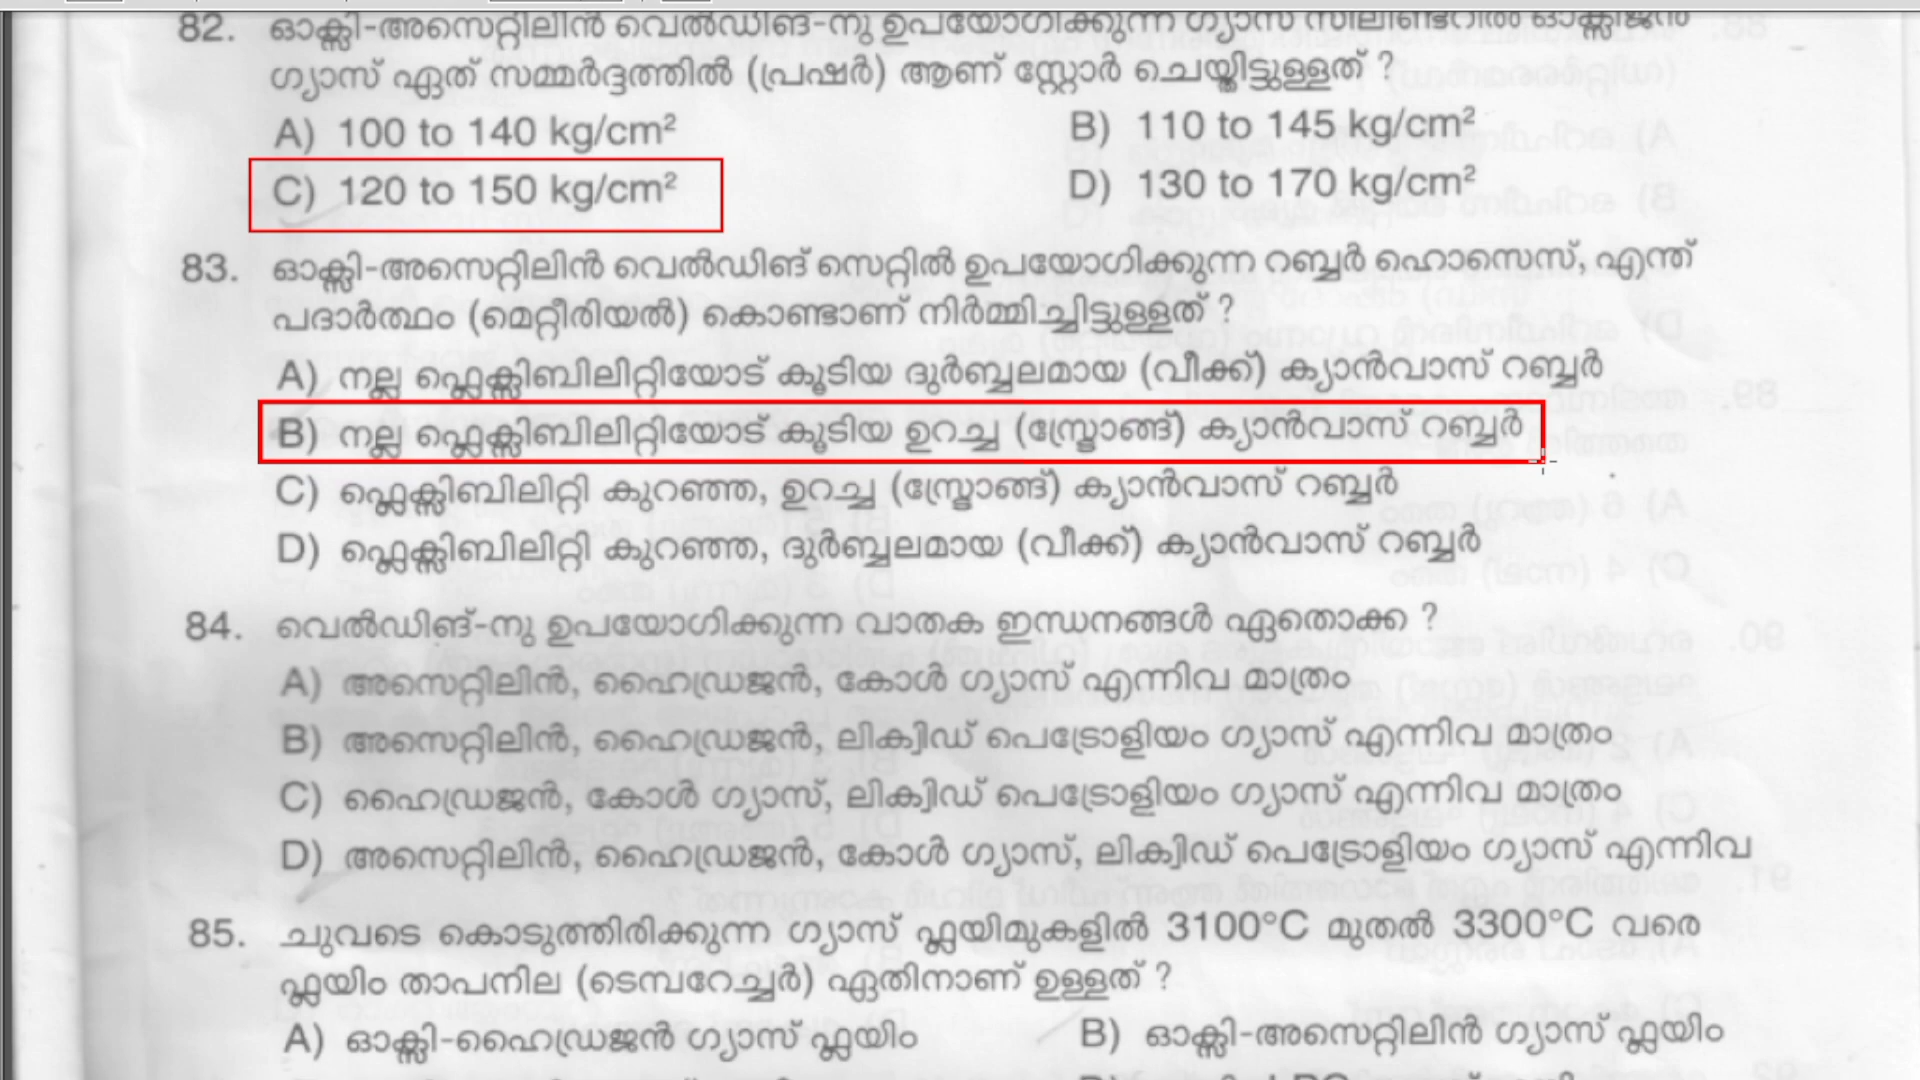 82. ഓക്സി-അസെറ്റിലിൻ വെൽഡിങ്-നു ഉപയോഗിക്കുന്ന ഗ്യാസ് സിലിണ്ടറിൽ ഓക്സിജൻ
ഗ്യാസ് ഏത് സമ്മർദ്ദത്തിൽ (പ്രഷർ) ആണ് സ്റ്റോർ ചെയ്തിട്ടുള്ളത് ?
A) 100 to 140 kg/cm² B) 110 to 145 kg/cm²
C) 120 to 150 kg/cm² D) 130 to 170 kg/cm²
83. ഓക്സി-അസെറ്റിലിൻ വെൽഡിങ് സെറ്റിൽ ഉപയോഗിക്കുന്ന റബ്ബർ ഹൊസെസ്, എന്ത്
പദാർത്ഥം (മെറ്റീരിയൽ) കൊണ്ടാണ് നിർമ്മിച്ചിട്ടുള്ളത് ?
A) നല്ല ഫ്ലെക്സിബിലിറ്റിയോട് കൂടിയ ദുർബ്ബലമായ (വീക്ക്) ക്യാൻവാസ് റബ്ബർ
B) നല്ല ഫ്ലെക്സിബിലിറ്റിയോട് കൂടിയ ഉറച്ച (സ്ട്രോങ്ങ്) ക്യാൻവാസ് റബ്ബർ
C) ഫ്ലെക്സിബിലിറ്റി കുറഞ്ഞ, ഉറച്ച (സ്ട്രോങ്ങ്) ക്യാൻവാസ് റബ്ബർ
D) ഫ്ലെക്സിബിലിറ്റി കുറഞ്ഞ, ദുർബ്ബലമായ (വീക്ക്) ക്യാൻവാസ് റബ്ബർ
84. വെൽഡിങ്-നു ഉപയോഗിക്കുന്ന വാതക ഇന്ധനങ്ങൾ ഏതൊക്ക ?
A) അസെറ്റിലിൻ, ഹൈഡ്രജൻ, കോൾ ഗ്യാസ് എന്നിവ മാത്രം
B) അസെറ്റിലിൻ, ഹൈഡ്രജൻ, ലിക്വിഡ് പെട്രോളിയം ഗ്യാസ് എന്നിവ മാത്രം
C) ഹൈഡ്രജൻ, കോൾ ഗ്യാസ്, ലിക്വിഡ് പെട്രോളിയം ഗ്യാസ് എന്നിവ മാത്രം
D) അസെറ്റിലിൻ, ഹൈഡ്രജൻ, കോൾ ഗ്യാസ്, ലിക്വിഡ് പെട്രോളിയം ഗ്യാസ് എന്നിവ
85. ചുവടെ കൊടുത്തിരിക്കുന്ന ഗ്യാസ് ഫ്ലയിമുകളിൽ 3100°C മുതൽ 3300°C വരെ
ഫ്ലയിം താപനില (ടെമ്പറേച്ചർ) ഏതിനാണ് ഉള്ളത് ?
A) ഓക്സി-ഹൈഡ്രജൻ ഗ്യാസ് ഫ്ലയിം B) ഓക്സി-അസെറ്റിലിൻ ഗ്യാസ് ഫ്ലയിം